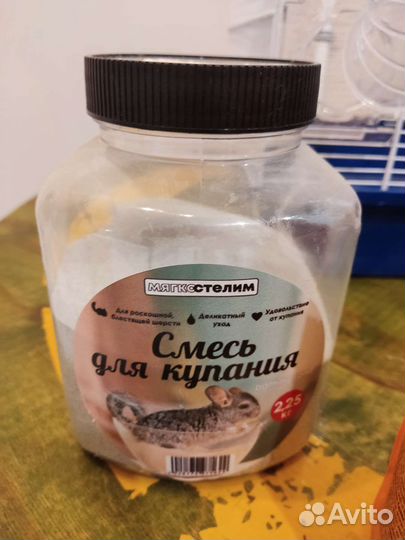 МЯГКОСТЕЛИМ
Для роскошной, блестящей шерсти
Деликатный уход
Удовольствие от купания
Смесь
для купания
2,25
кг
Avito